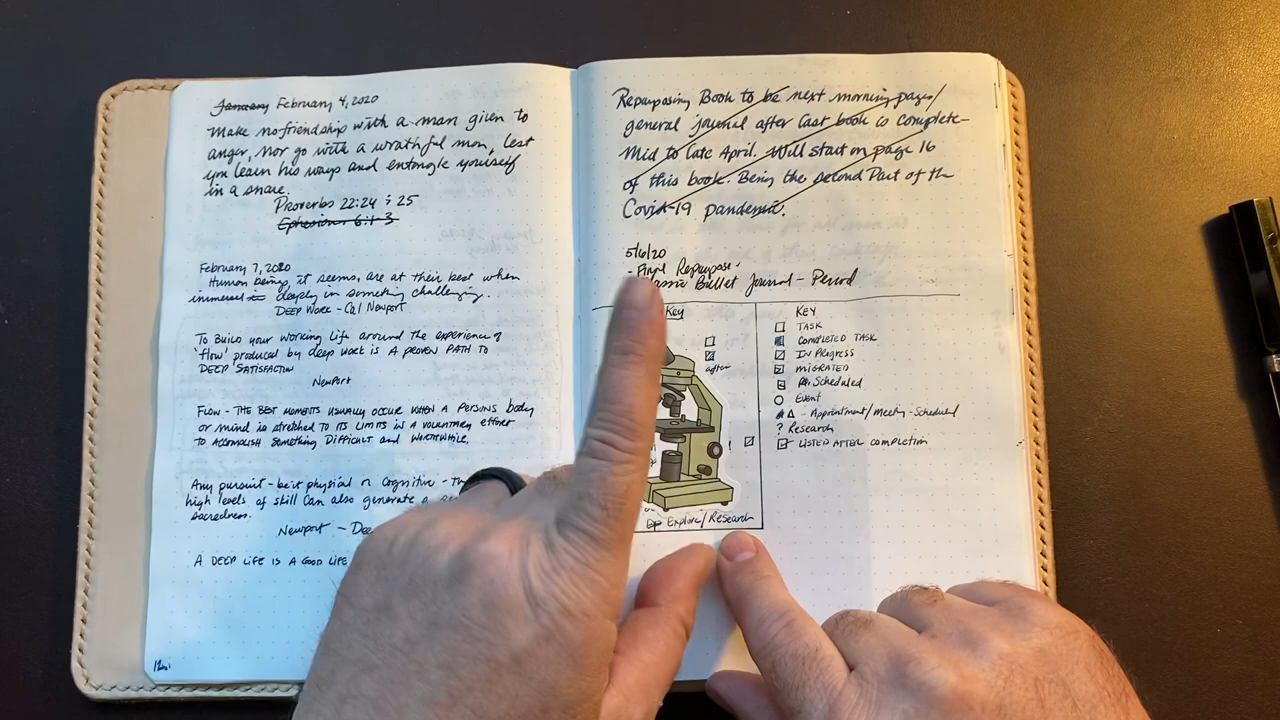 January February 4, 2020
Make no friendship with a man given to
anger, Nor go with a wrathful man, Lest
you learn his ways and entangle yourself
in a snare.
Proverbs 22:24 & 25
Ephesians 6:1-3
February 7, 2020
Human beings, it seems, are at their best when
immersed deeply in something challenging.
DEEP WORK - Cal Newport
To Build your Working Life around the experience of
'flow' produced by deep work is A PROVEN PATH TO
DEEP SATISFACTION
Newport
FLOW - THE BEST MOMENTS USUALLY OCCUR WHEN A PERSONS body
or mind is stretched to ITS LIMITS IN A VOLUNTARY effort
TO ACCOMPLISH Something DIFFICULT and WORTHWHILE.
Any pursuit - be it physical or Cognitive - Th
high levels of skill Can also generate a
sacredness.
Newport - Dee
A DEEP LIFE IS A GOOD LIFE
Repurposing Book to be next morning pages/
general journal after Last book is complete-
Mid to Late April. Will start on page 16
of this book. Being the second Part of the
Covid-19 pandemic.
5/6/20
- Final Repurpose -
Bullet Journal - Period
Key
after
Explore/Research
KEY
TASK
COMPLETED TASK
IN PROGRESS
MIGRATED
Scheduled
Event
- Appointment/Meeting - Scheduled
? Research
LISTED AFTER COMPLETION